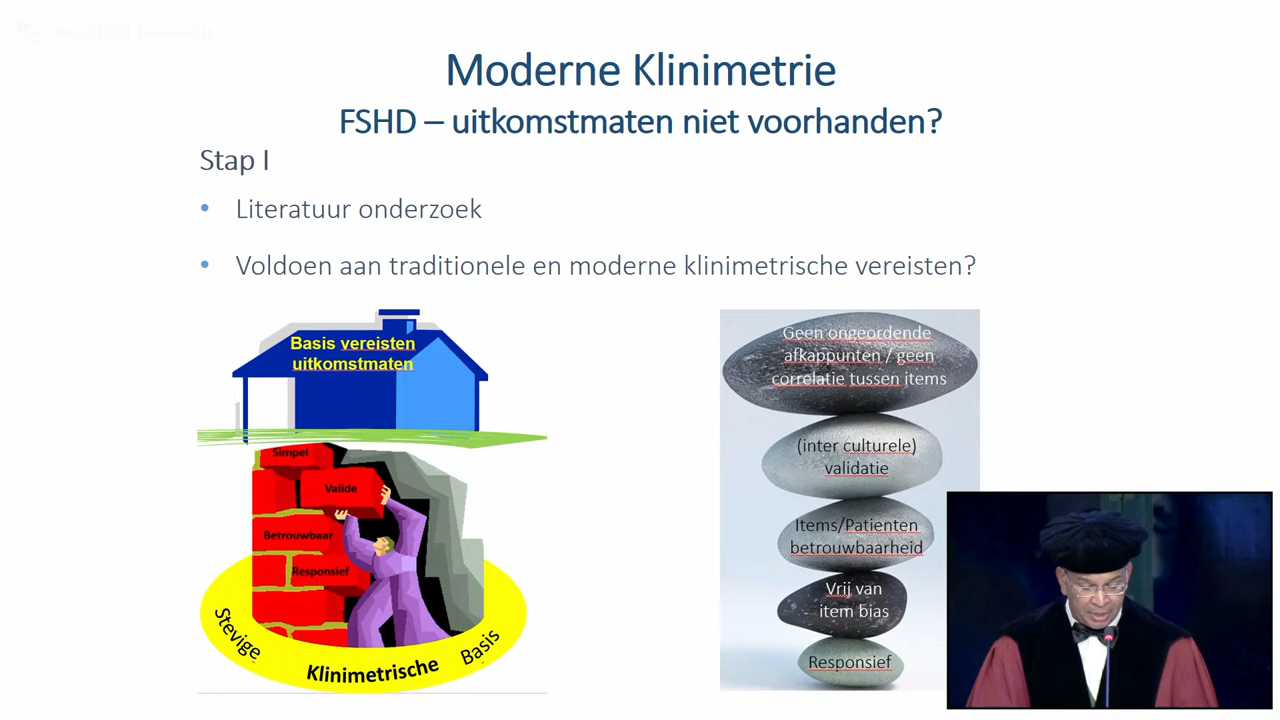 Moderne Klinimetrie
FSHD – uitkomstmaten niet voorhanden?
Stap I
• Literatuur onderzoek
• Voldoen aan traditionele en moderne klinimetrische vereisten?
Basis vereisten
uitkomstmaten
Simpel
Valide
Betrouwbaar
Responsief
Stevige
Klinimetrische
Basis
Geen ongeordende
afkappunten / geen
correlatie tussen items
(inter culturele)
validatie
Items/Patienten
betrouwbaarheid
Vrij van
item bias
Responsief